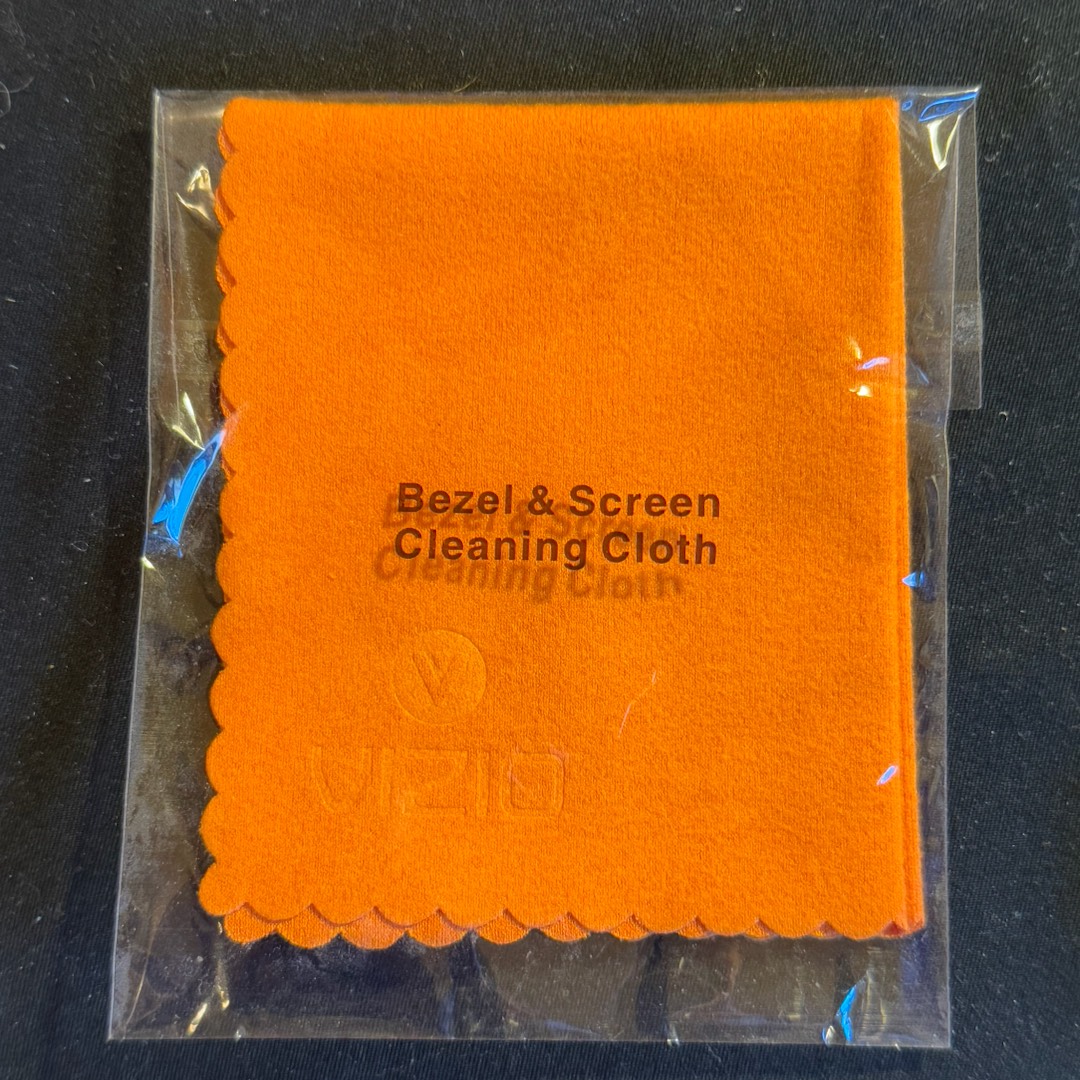 Bezel & Screen
Cleaning Cloth
V
VIZIO